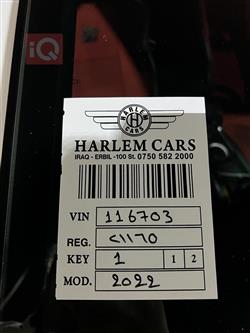 iQ
HARLEM
H
CARS
HARLEM CARS
IRAQ - ERBIL -100 St. 0750 582 2000
VIN 116703
REG. C11170
KEY 1 1 2
MOD. 2022